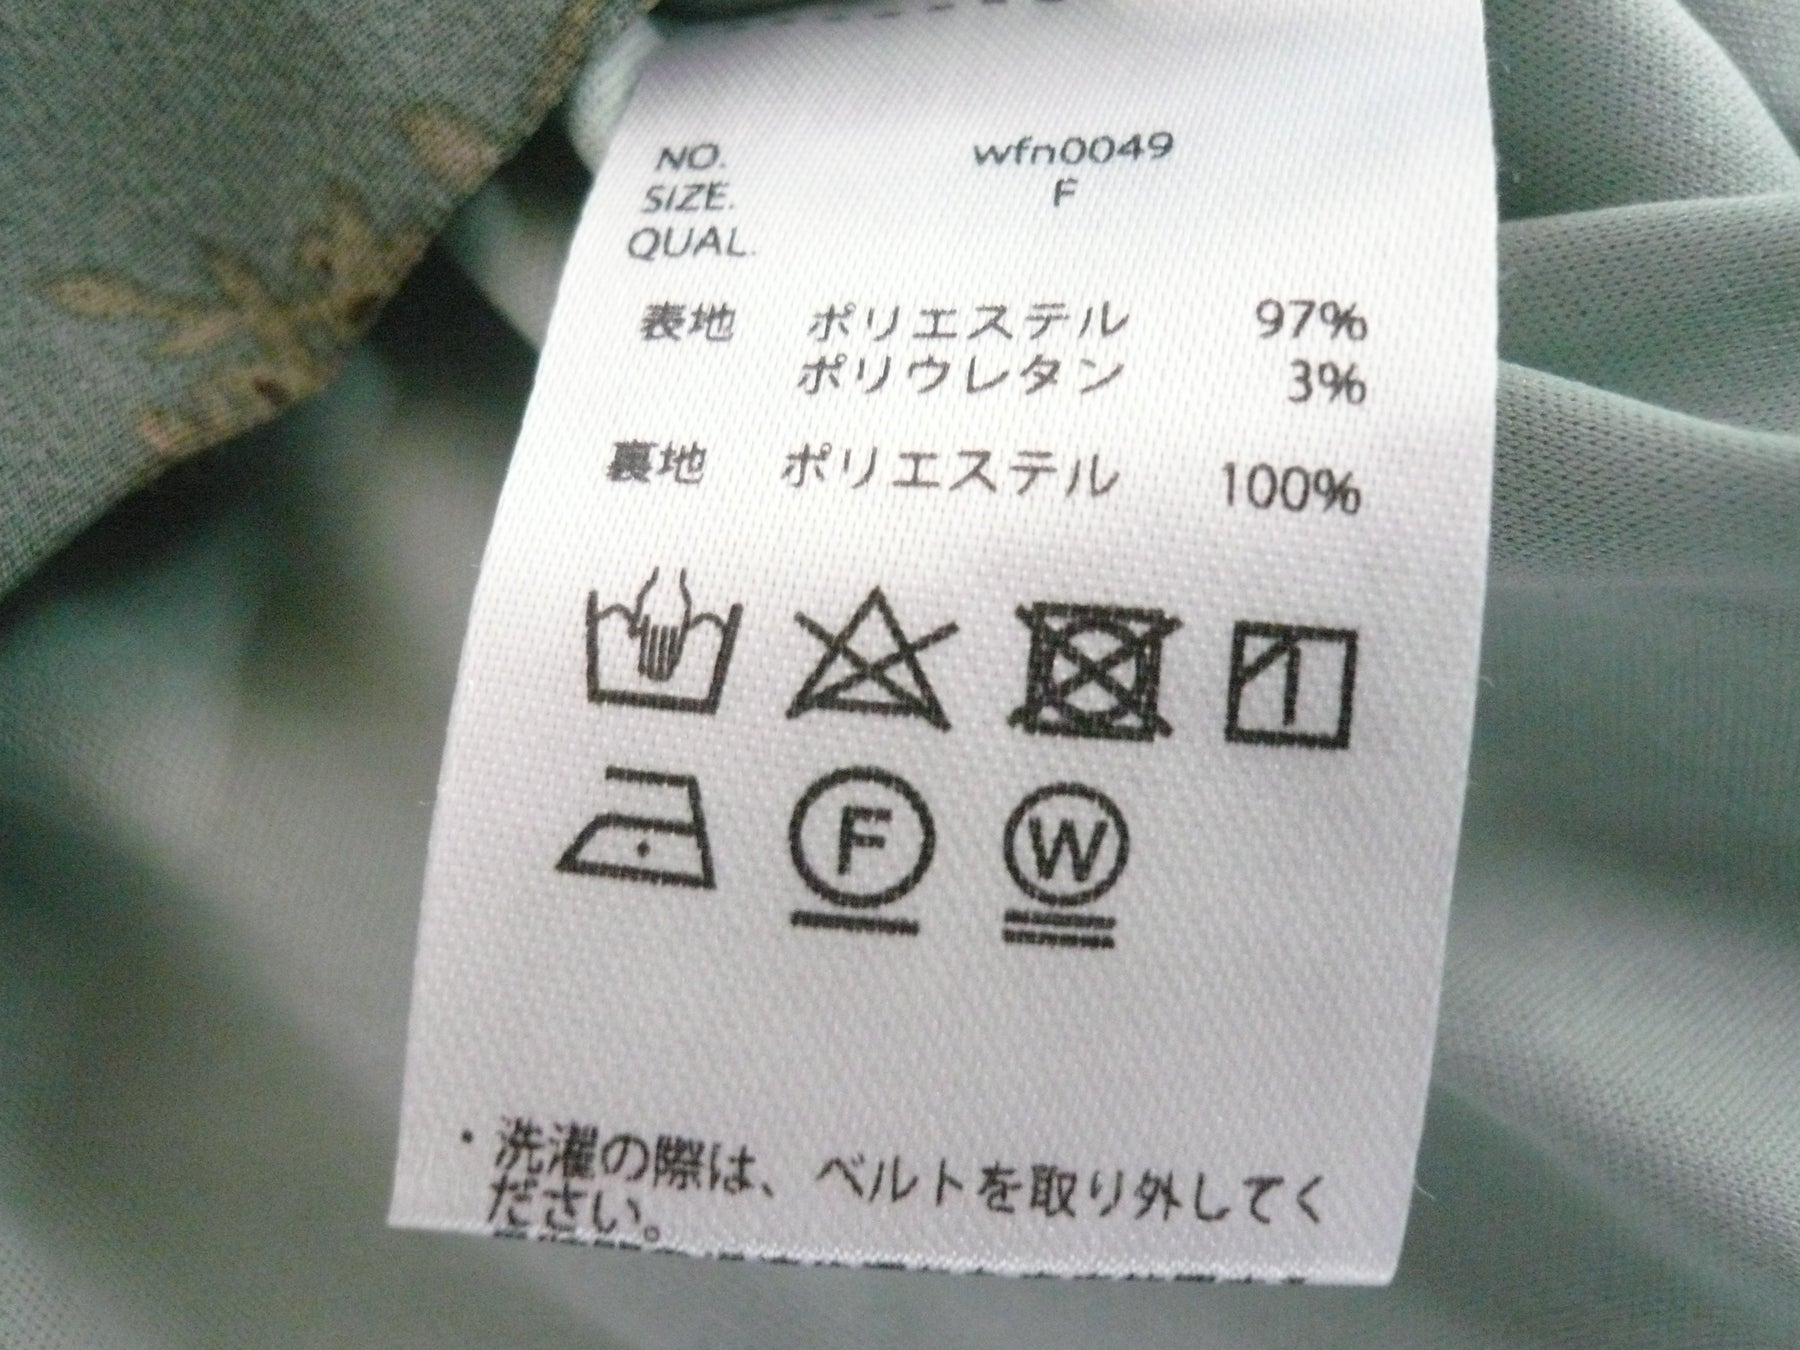 NO. wfn0049
SIZE. F
QUAL.
表地 ポリエステル 97%
ポリウレタン 3%
裏地 ポリエステル 100%
F W
・洗濯の際は、ベルトを取り外してく
ださい。